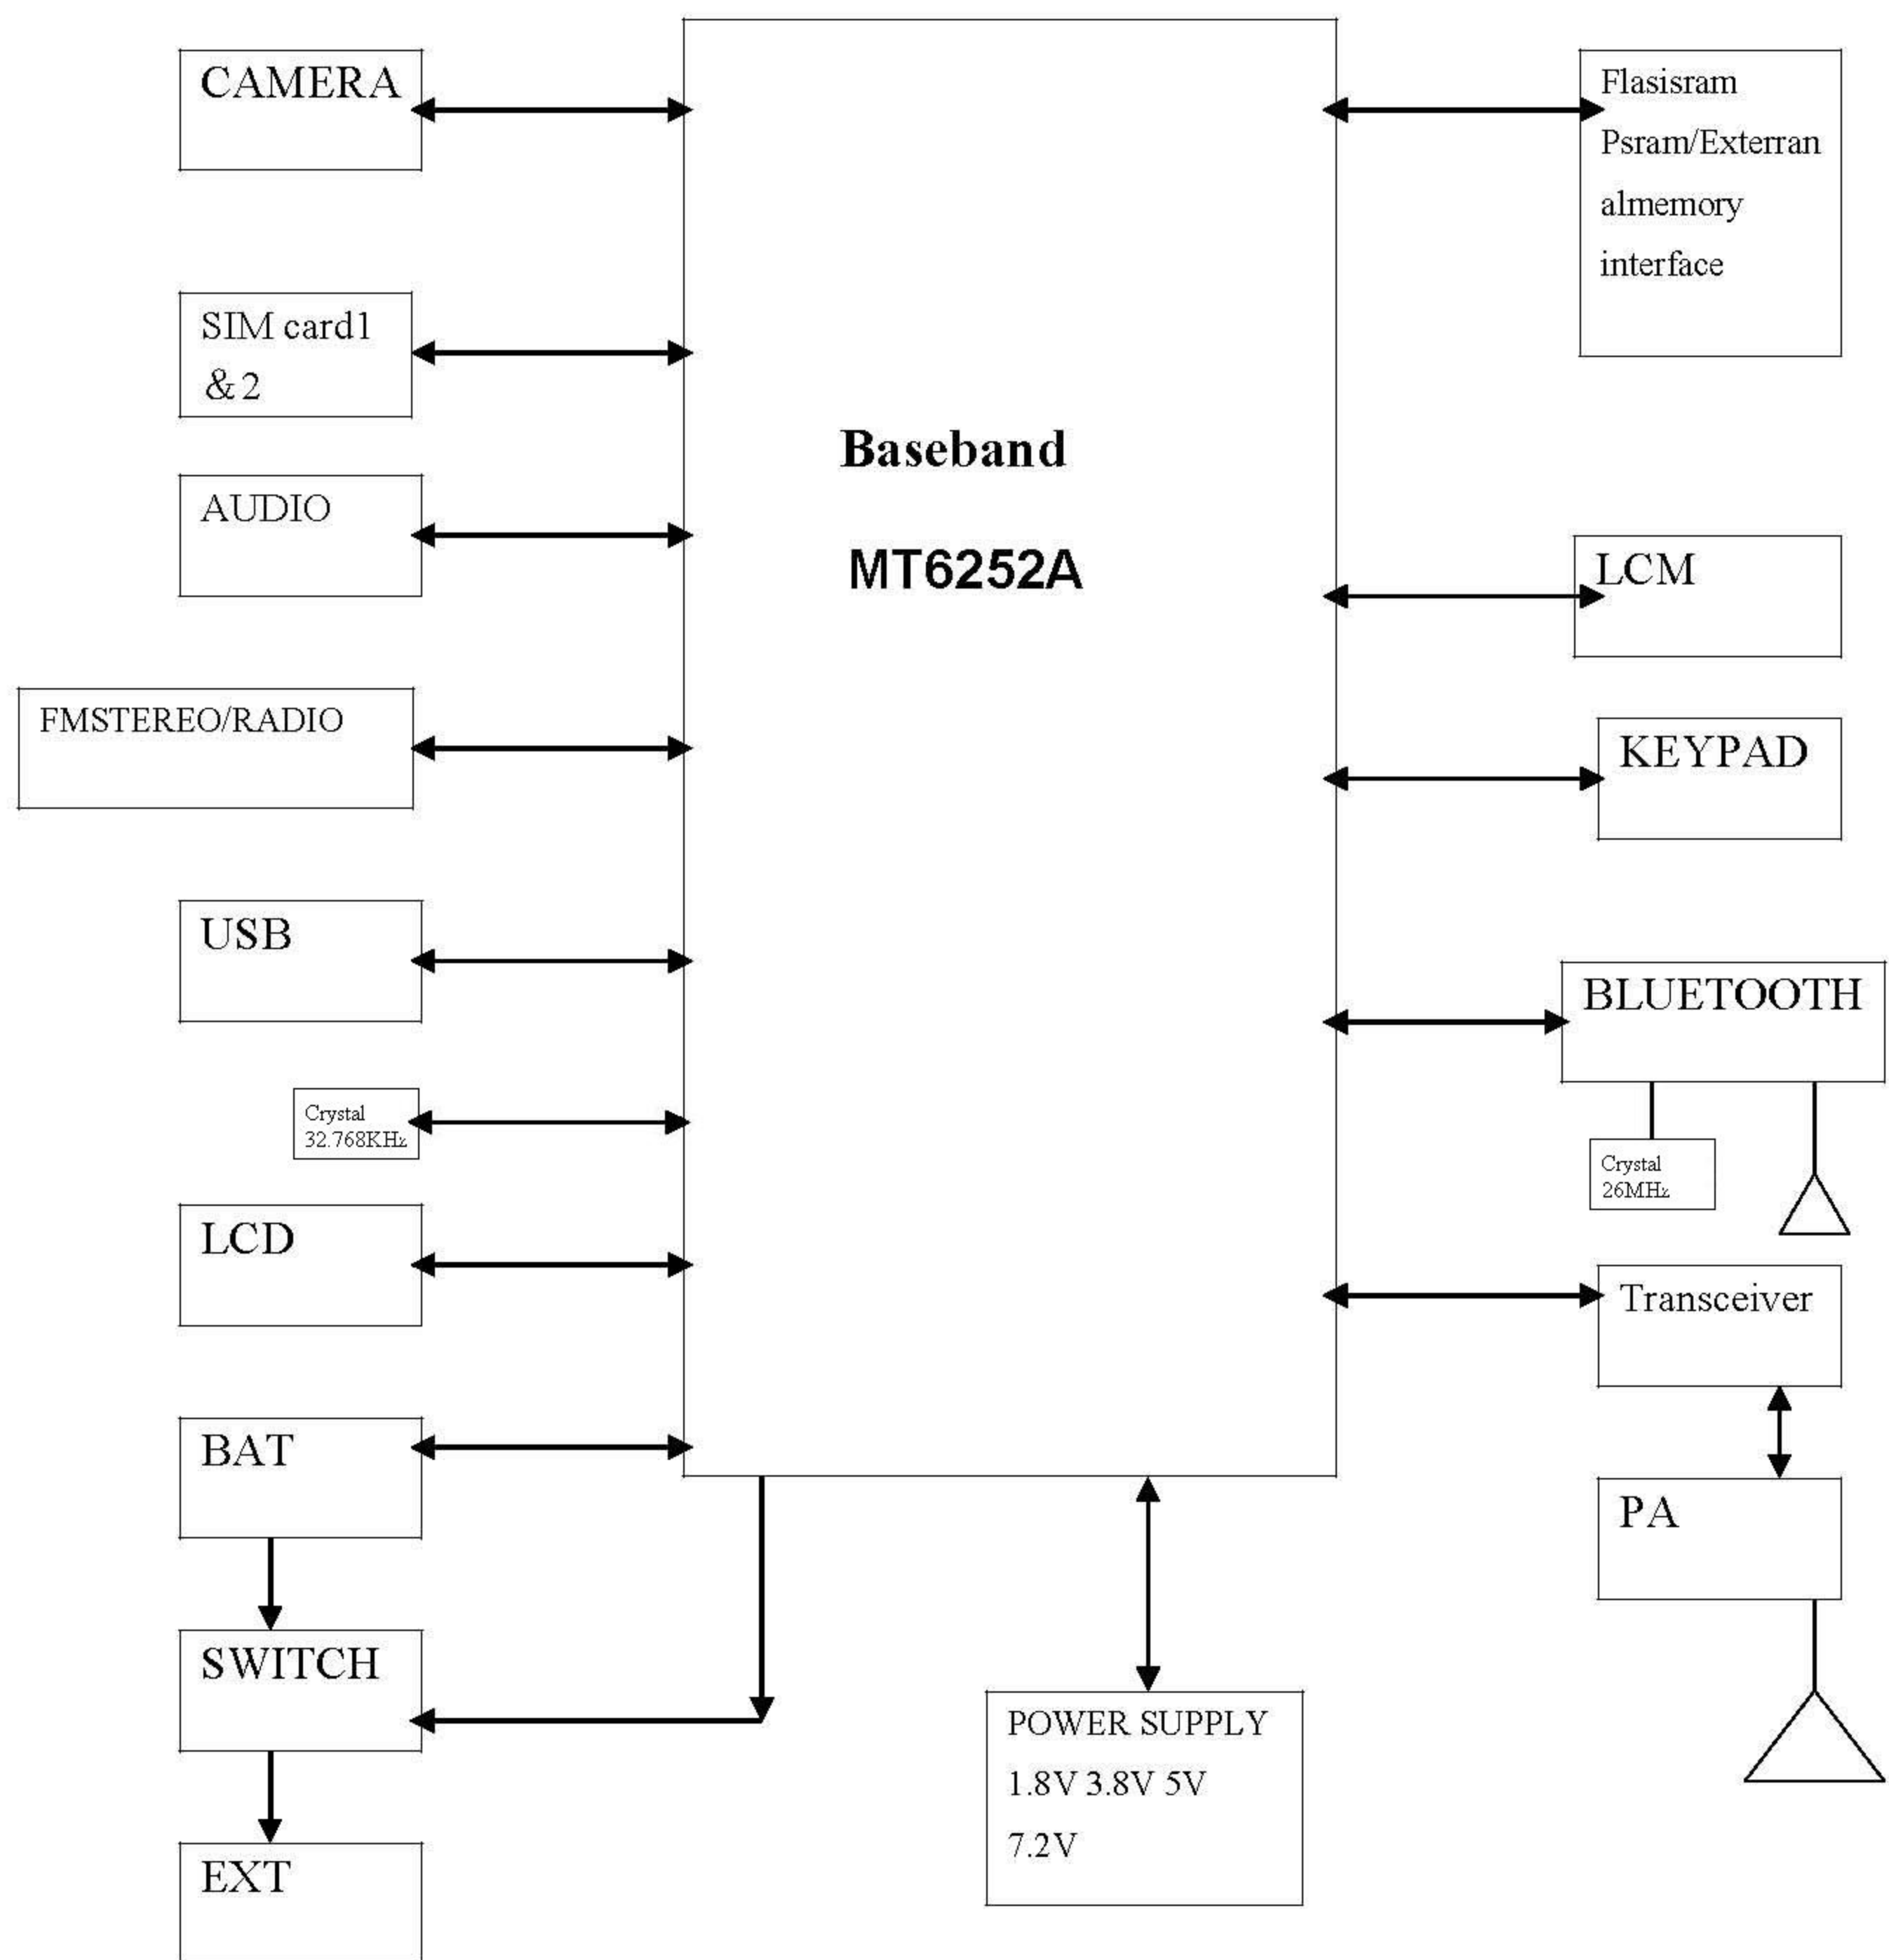 CAMERA
SIM card1
&2
AUDIO
FMSTEREO/RADIO
USB
Crystal
32.768KHz
LCD
BAT
SWITCH
EXT
Baseband
MT6252A
POWER SUPPLY
1.8V 3.8V 5V
7.2V
Flasisram
Psram/Exterran
almemory
interface
LCM
KEYPAD
BLUETOOTH
Crystal
26MHz
Transceiver
PA